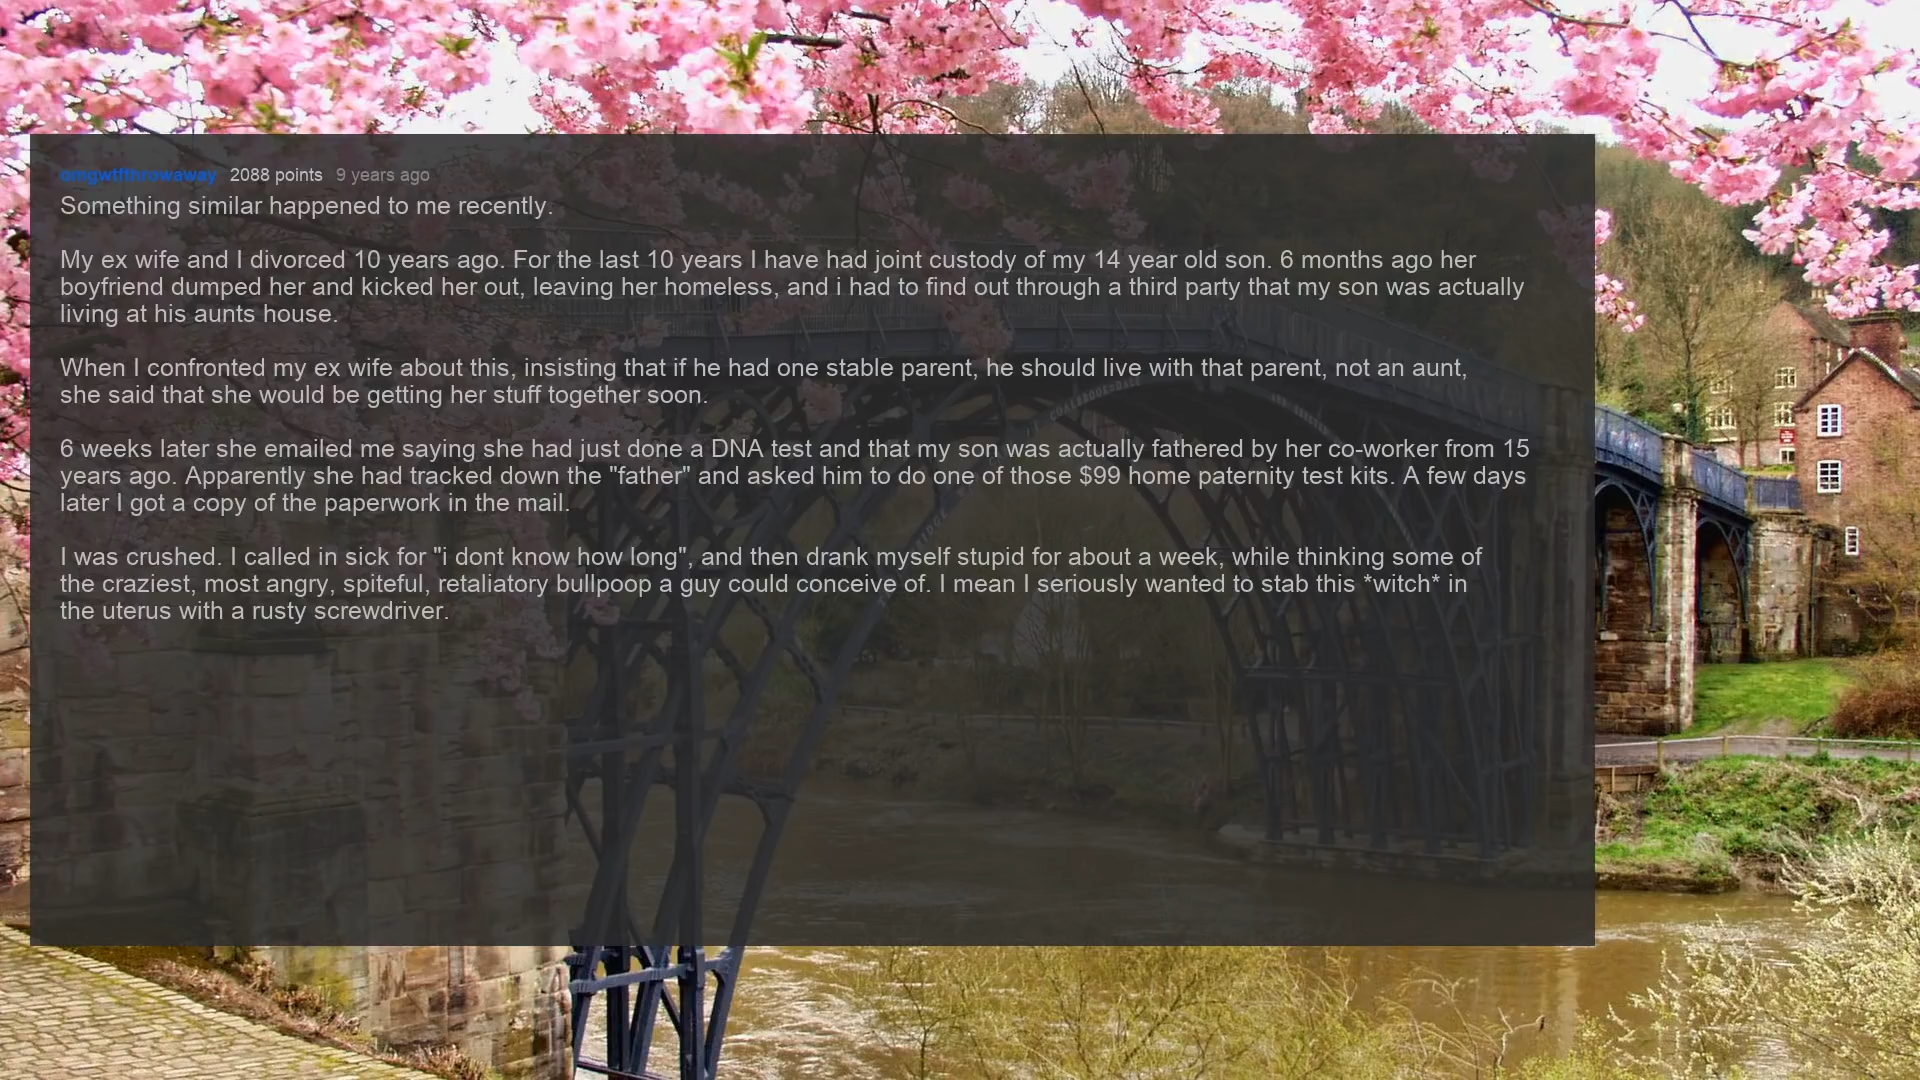 omgwtfthrowaway 2088 points 9 years ago
Something similar happened to me recently.
My ex wife and I divorced 10 years ago. For the last 10 years I have had joint custody of my 14 year old son. 6 months ago her
boyfriend dumped her and kicked her out, leaving her homeless, and i had to find out through a third party that my son was actually
living at his aunts house.
When I confronted my ex wife about this, insisting that if he had one stable parent, he should live with that parent, not an aunt,
she said that she would be getting her stuff together soon.
6 weeks later she emailed me saying she had just done a DNA test and that my son was actually fathered by her co-worker from 15
years ago. Apparently she had tracked down the "father" and asked him to do one of those $99 home paternity test kits. A few days
later I got a copy of the paperwork in the mail.
I was crushed. I called in sick for "i dont know how long", and then drank myself stupid for about a week, while thinking some of
the craziest, most angry, spiteful, retaliatory bullpoop a guy could conceive of. I mean I seriously wanted to stab this *witch* in
the uterus with a rusty screwdriver.